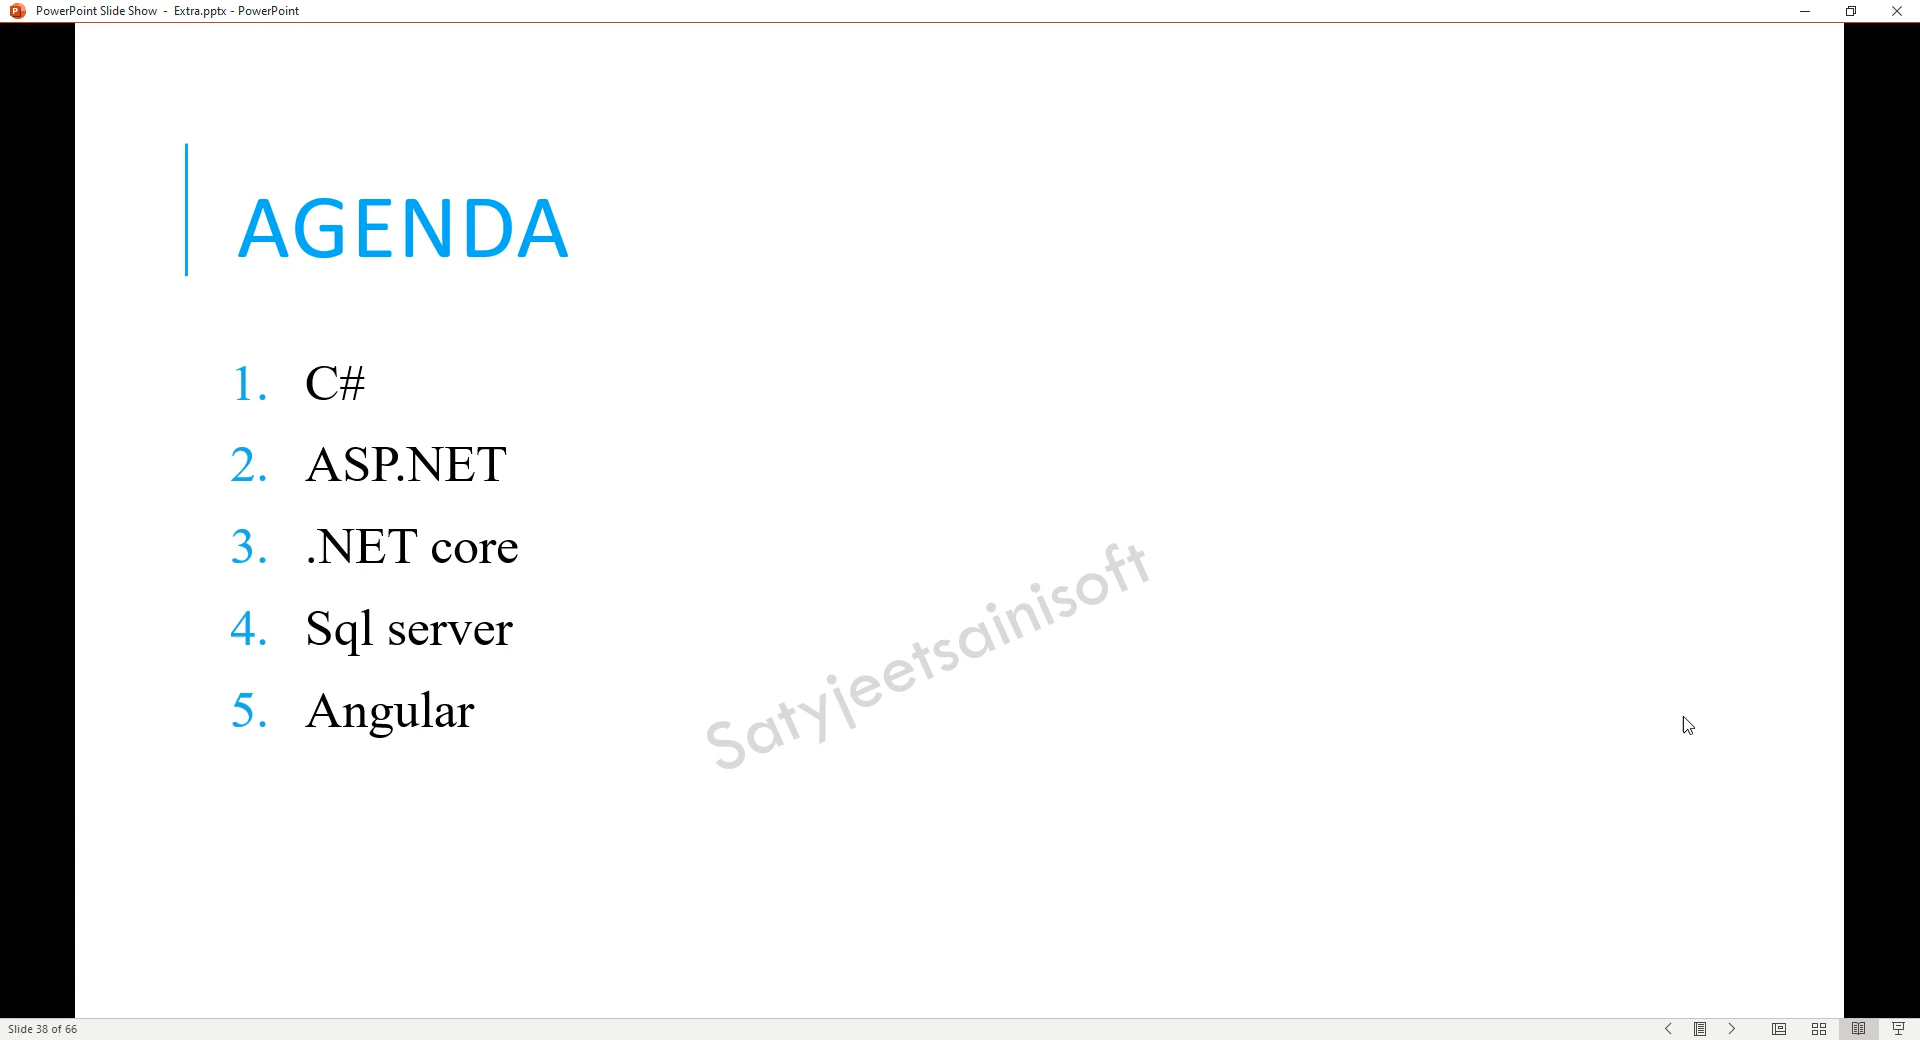 PowerPoint Slide Show - Extra.pptx - PowerPoint
AGENDA
1. C#
2. ASP.NET
3. .NET core
4. Sql server
5. Angular
Satyjeetsainisoft
Slide 38 of 66